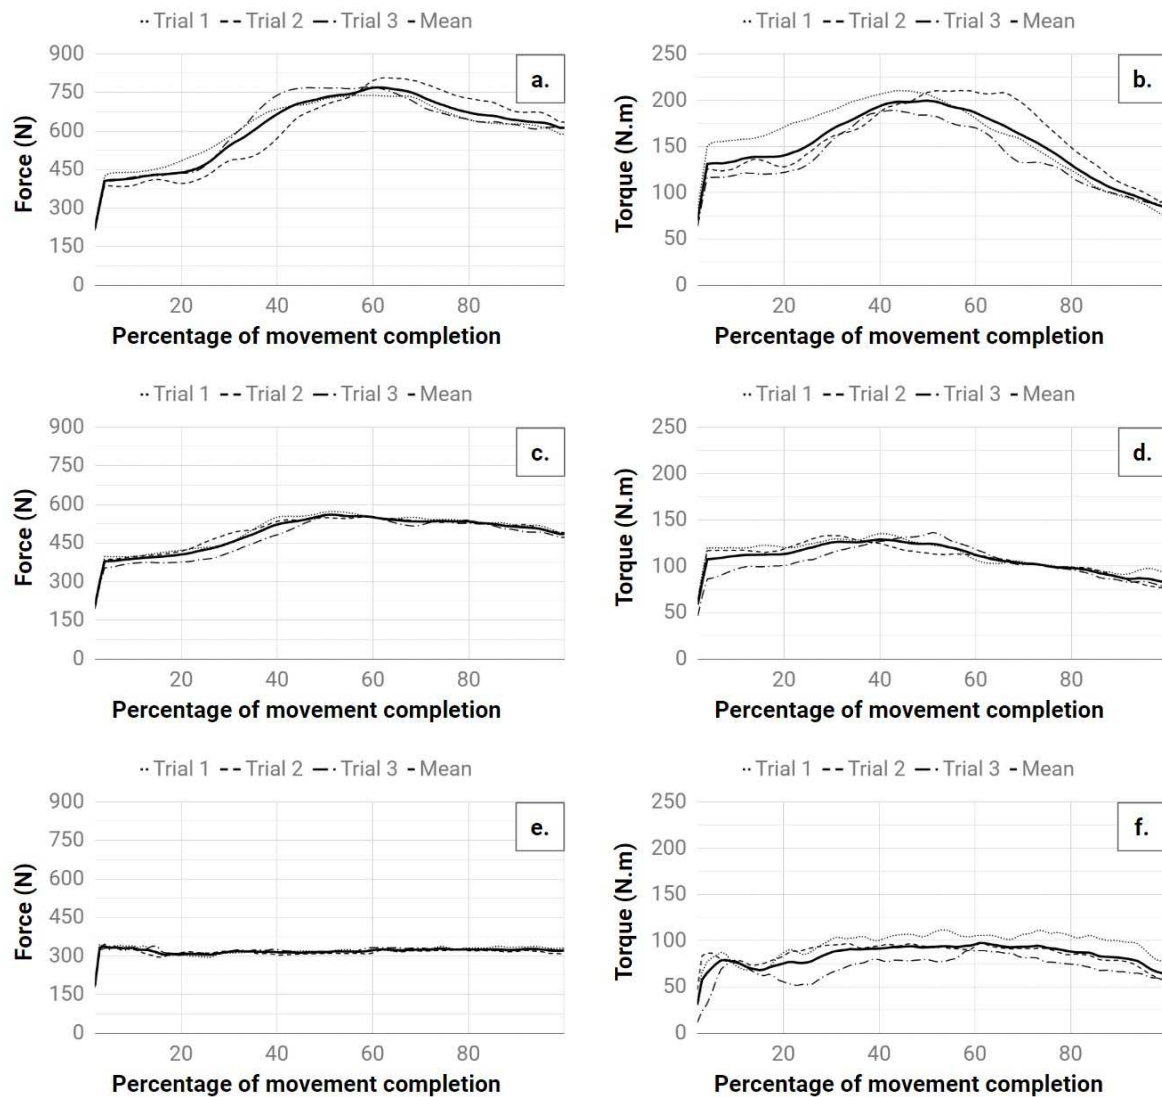 ·· Trial 1 -- Trial 2 —· Trial 3 - Mean
a.
Force (N)
900
750
600
450
300
150
0
20 40 60 80
Percentage of movement completion
·· Trial 1 -- Trial 2 —· Trial 3 - Mean
b.
Torque (N.m)
250
200
150
100
50
0
20 40 60 80
Percentage of movement completion
·· Trial 1 -- Trial 2 —· Trial 3 - Mean
c.
Force (N)
900
750
600
450
300
150
0
20 40 60 80
Percentage of movement completion
·· Trial 1 -- Trial 2 —· Trial 3 - Mean
d.
Torque (N.m)
250
200
150
100
50
0
20 40 60 80
Percentage of movement completion
·· Trial 1 -- Trial 2 —· Trial 3 - Mean
e.
Force (N)
900
750
600
450
300
150
0
20 40 60 80
Percentage of movement completion
·· Trial 1 -- Trial 2 —· Trial 3 - Mean
f.
Torque (N.m)
250
200
150
100
50
0
20 40 60 80
Percentage of movement completion